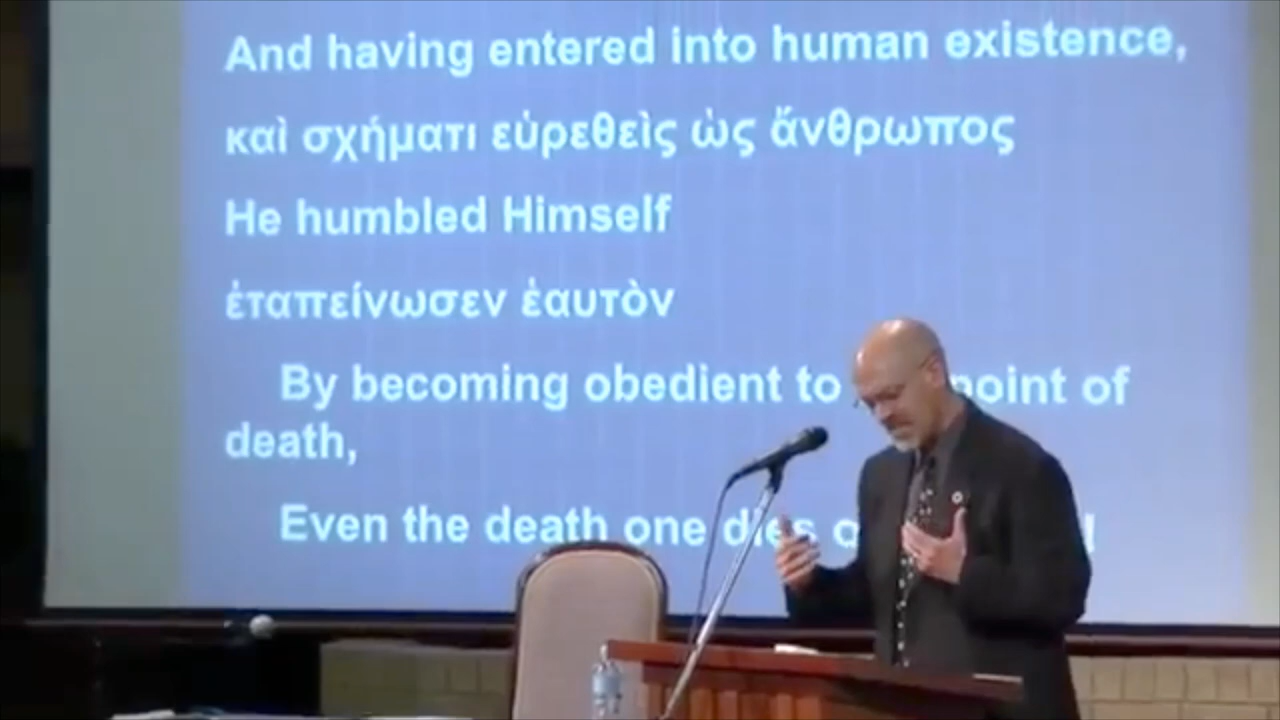 And having entered into human existence,
καὶ σχήματι εὑρεθεὶς ὡς ἄνθρωπος
He humbled Himself
ἐταπείνωσεν ἑαυτὸν
By becoming obedient to point of
death,
Even the death one dies